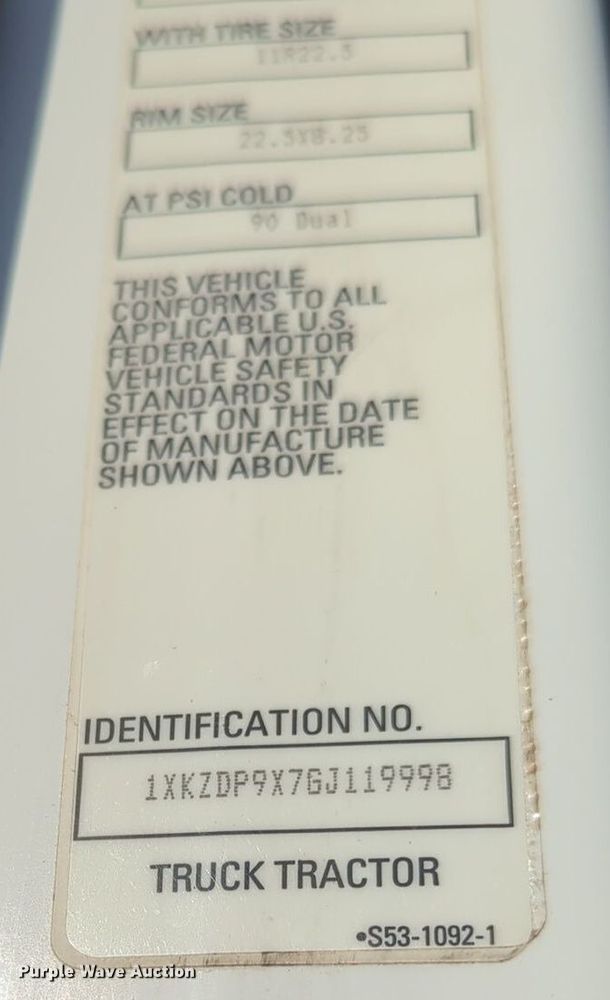 WITH TIRE SIZE
11R22.5
RIM SIZE
22.5X8.25
AT PSI COLD
90 Dual
THIS VEHICLE
CONFORMS TO ALL
APPLICABLE U.S.
FEDERAL MOTOR
VEHICLE SAFETY
STANDARDS IN
EFFECT ON THE DATE
OF MANUFACTURE
SHOWN ABOVE.
IDENTIFICATION NO.
1XKZDP9X7GJ119998
TRUCK TRACTOR
•S53-1092-1
Purple Wave Auction